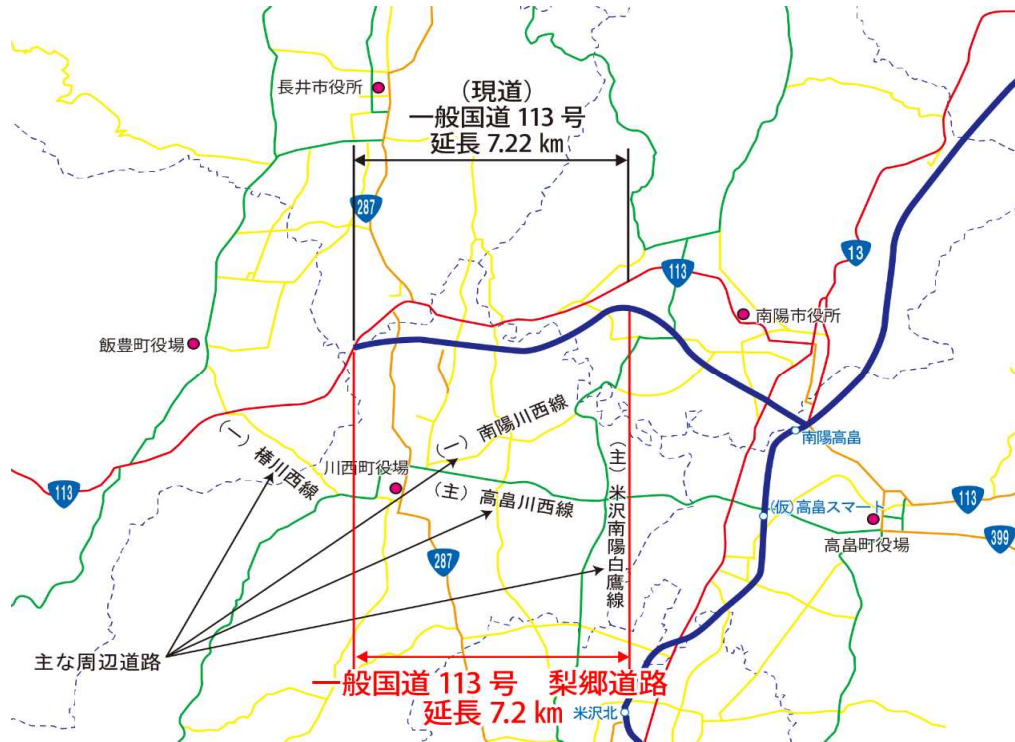 長井市役所
（現道）
一般国道 113 号
延長 7.22 km
287
13
113
南陽市役所
飯豊町役場
（一）椿川西線
（一）南陽川西線
南陽高畠
川西町役場
（主）高畠川西線
（主）米沢南陽白鷹線
113
(仮)高畠スマート
113
高畠町役場
399
287
主な周辺道路
一般国道 113 号　梨郷道路
延長 7.2 km
米沢北